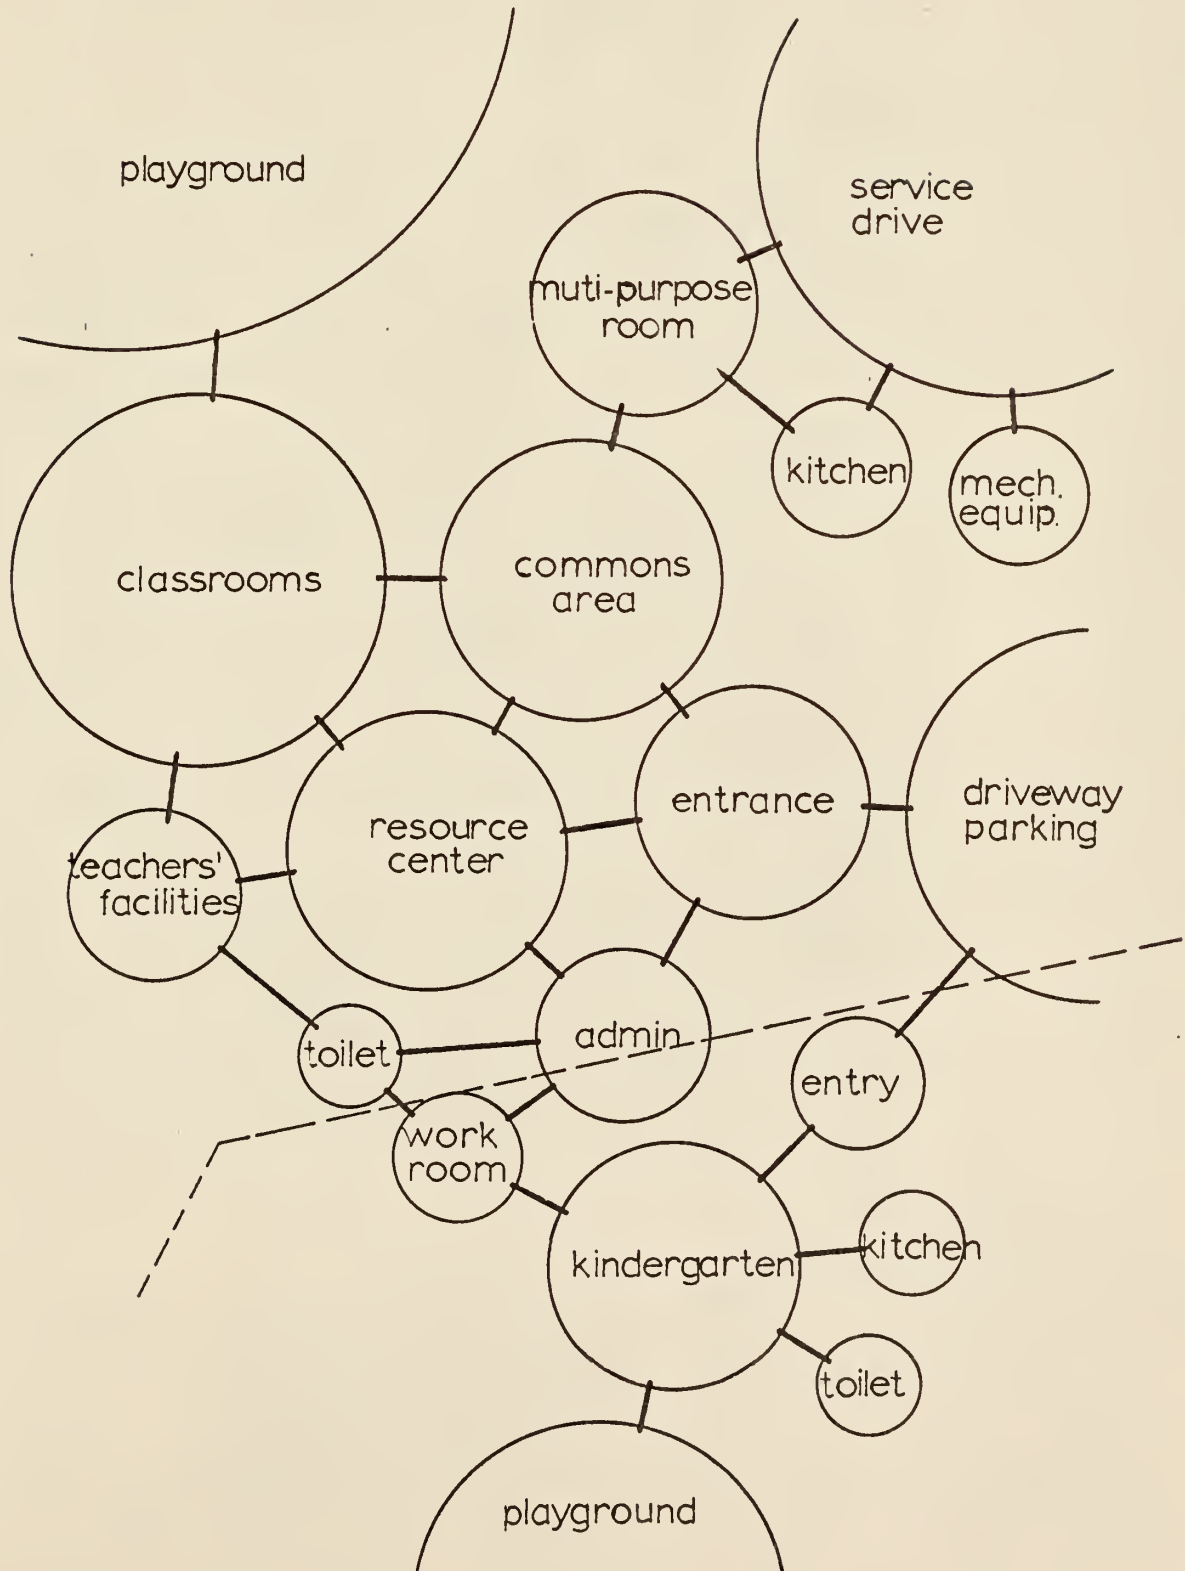 playground
service
drive
muti-purpose
room
kitchen
mech.
equip.
classrooms
commons
area
entrance
driveway
parking
resource
center
teachers'
facilities
toilet
admin
entry
work
room
kindergarten
kitchen
toilet
playground